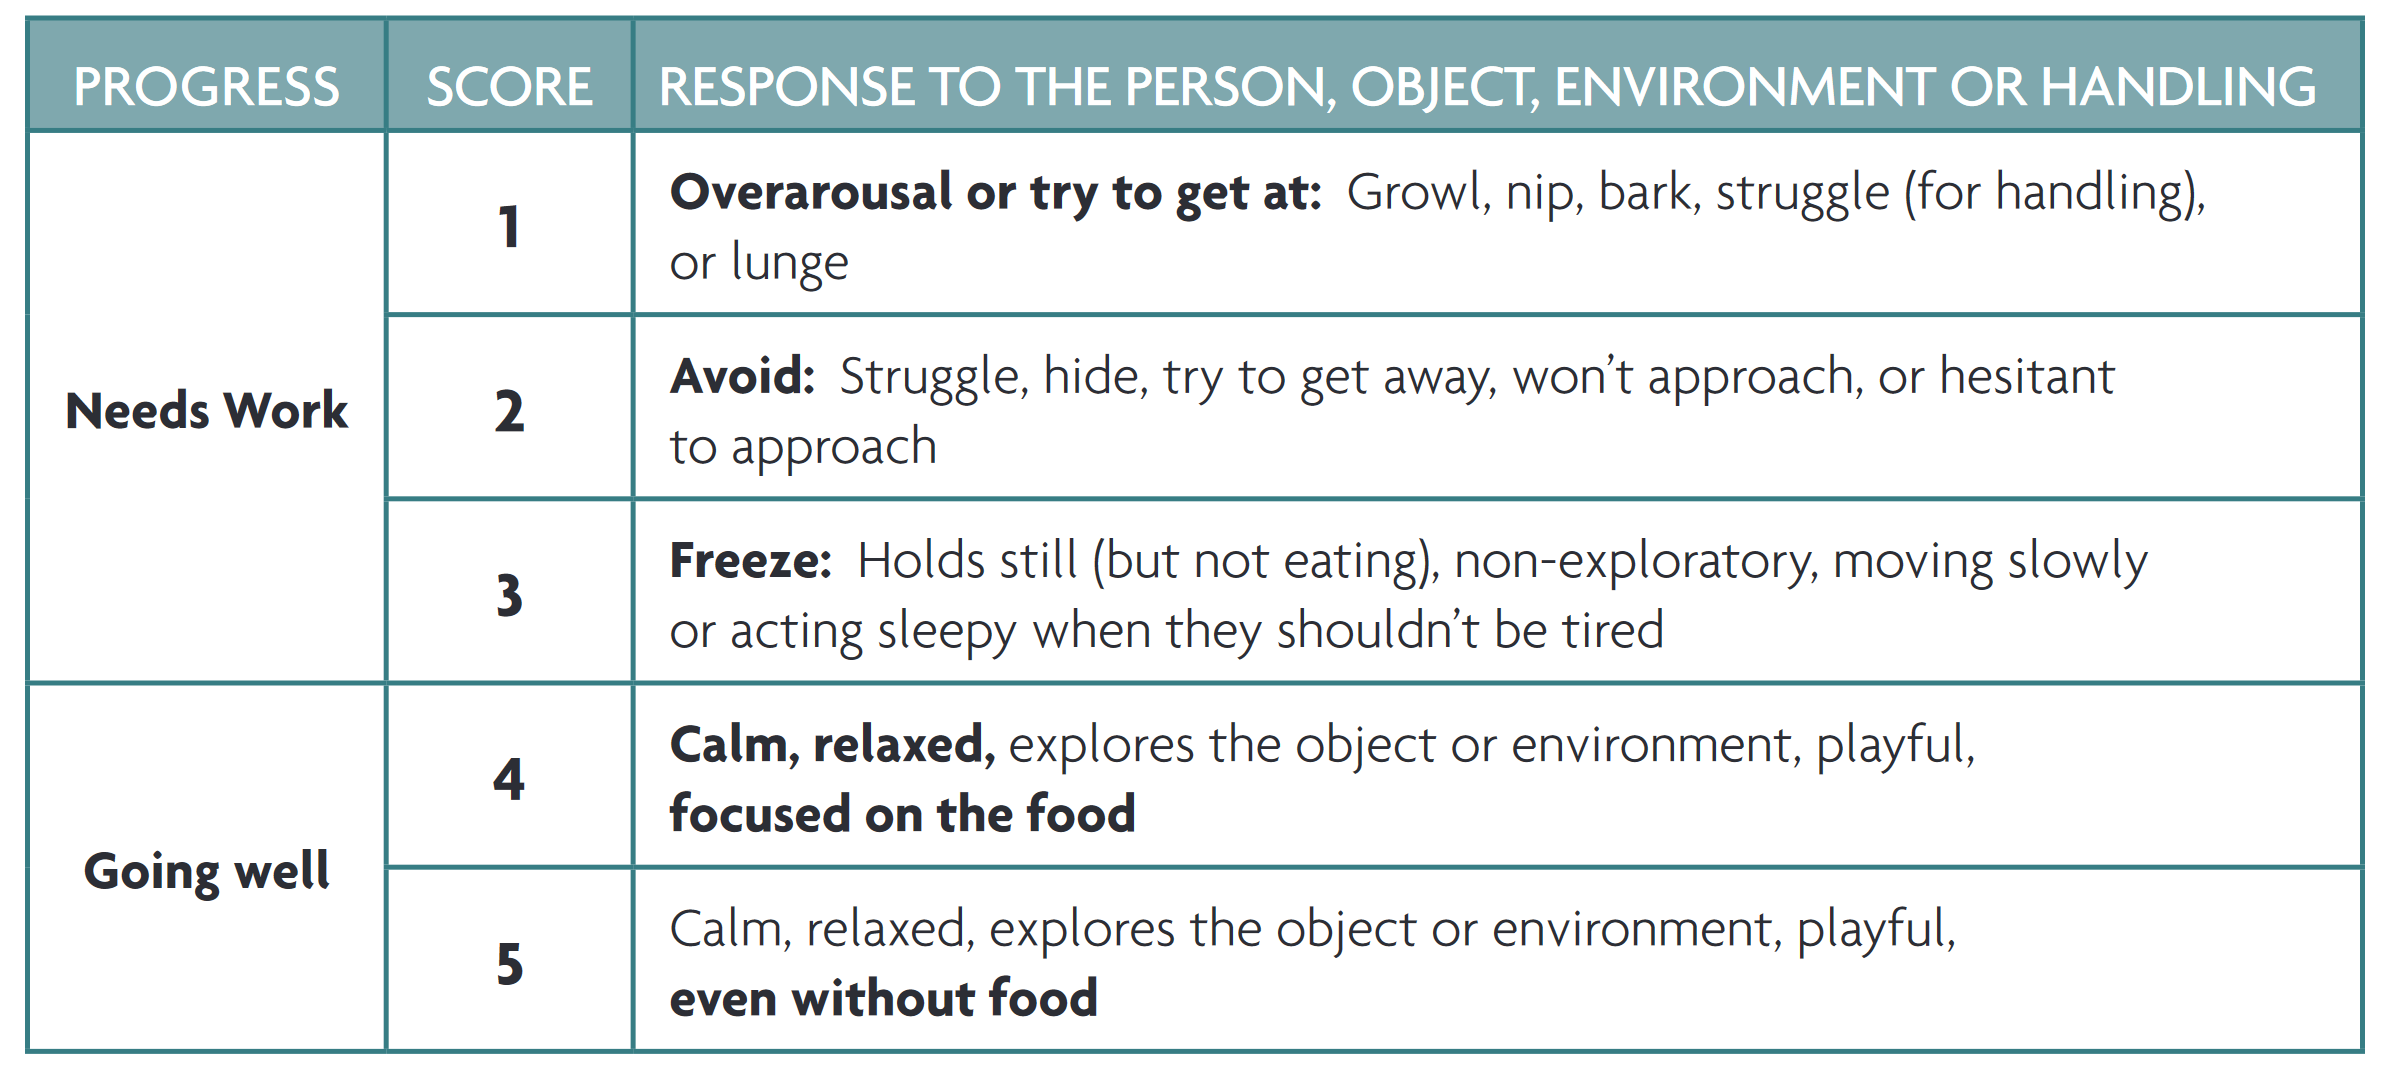 PROGRESS SCORE RESPONSE TO THE PERSON, OBJECT, ENVIRONMENT OR HANDLING
Needs Work
1
Overarousal or try to get at: Growl, nip, bark, struggle (for handling),
or lunge
2
Avoid: Struggle, hide, try to get away, won’t approach, or hesitant
to approach
3
Freeze: Holds still (but not eating), non-exploratory, moving slowly
or acting sleepy when they shouldn’t be tired
Going well
4
Calm, relaxed, explores the object or environment, playful,
focused on the food
5
Calm, relaxed, explores the object or environment, playful,
even without food